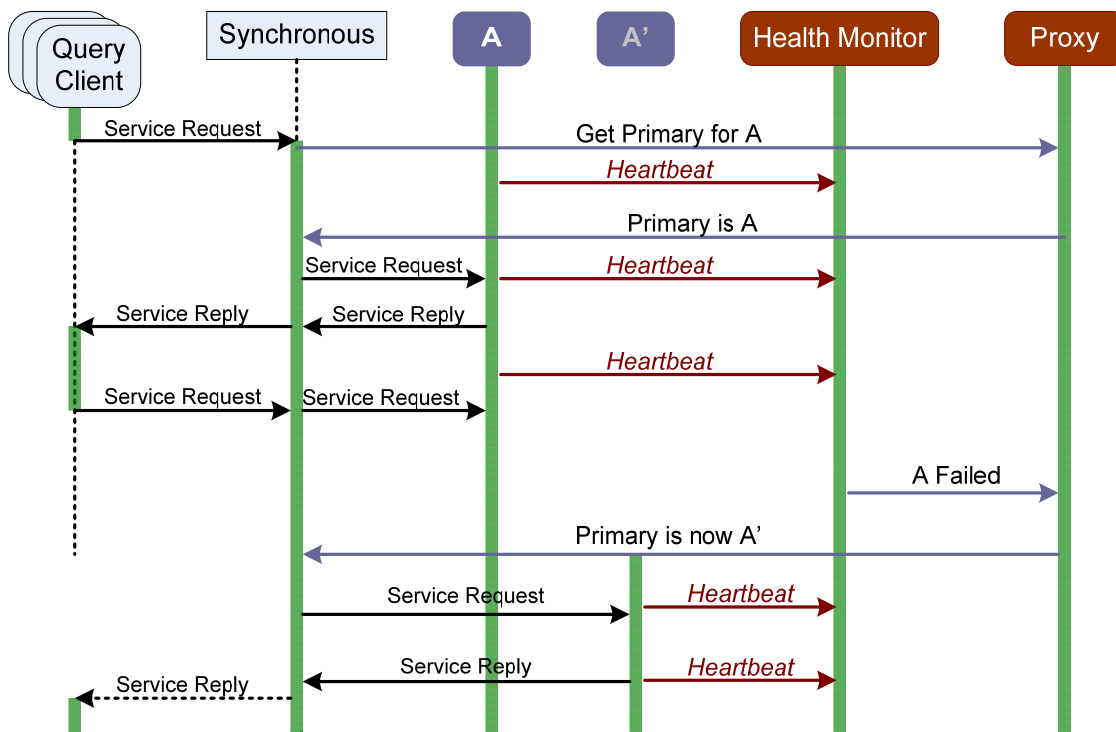 Query
Client
Synchronous
A
A’
Health Monitor
Proxy
Service Request
Get Primary for A
Heartbeat
Primary is A
Service Request
Heartbeat
Service Reply
Service Reply
Heartbeat
Service Request
Service Request
A Failed
Primary is now A’
Service Request
Heartbeat
Service Reply
Heartbeat
Service Reply